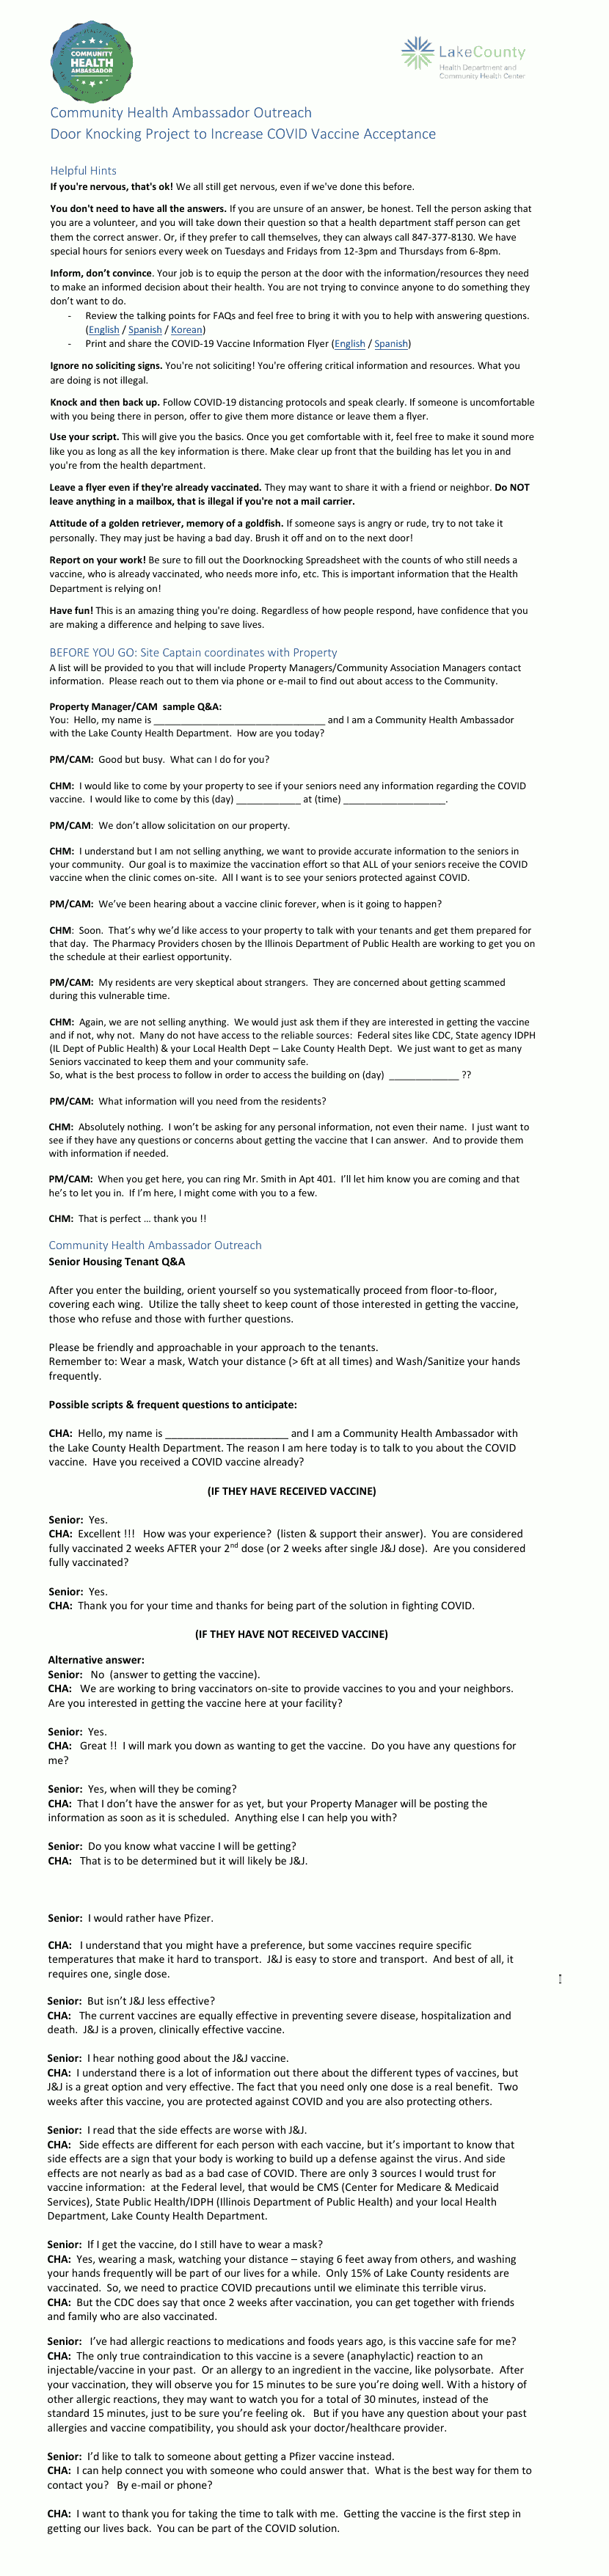 COMMUNITY
HEALTH
AMBASSADOR
LakeCounty
Health Department and
Community Health Center
Community Health Ambassador Outreach
Door Knocking Project to Increase COVID Vaccine Acceptance
Helpful Hints
If you're nervous, that's ok! We all still get nervous, even if we've done this before.
You don't need to have all the answers. If you are unsure of an answer, be honest. Tell the person asking that
you are a volunteer, and you will take down their question so that a health department staff person can get
them the correct answer. Or, if they prefer to call themselves, they can always call 847-377-8130. We have
special hours for seniors every week on Tuesdays and Fridays from 12-3pm and Thursdays from 6-8pm.
Inform, don't convince. Your job is to equip the person at the door with the information/resources they need
to make an informed decision about their health. You are not trying to convince anyone to do something they
don't want to do.
- Review the talking points for FAQs and feel free to bring it with you to help with answering questions.
(English / Spanish / Korean)
- Print and share the COVID-19 Vaccine Information Flyer (English / Spanish)
Ignore no soliciting signs. You're not soliciting! You're offering critical information and resources. What you
are doing is not illegal.
Knock and then back up. Follow COVID-19 distancing protocols and speak clearly. If someone is uncomfortable
with you being there in person, offer to give them more distance or leave them a flyer.
Use your script. This will give you the basics. Once you get comfortable with it, feel free to make it sound more
like you as long as all the key information is there. Make clear up front that the building has let you in and
you're from the health department.
Leave a flyer even if they're already vaccinated. They may want to share it with a friend or neighbor. Do NOT
leave anything in a mailbox, that is illegal if you're not a mail carrier.
Attitude of a golden retriever, memory of a goldfish. If someone says is angry or rude, try to not take it
personally. They may just be having a bad day. Brush it off and on to the next door!
Report on your work! Be sure to fill out the Doorknocking Spreadsheet with the counts of who still needs a
vaccine, who is already vaccinated, who needs more info, etc. This is important information that the Health
Department is relying on!
Have fun! This is an amazing thing you're doing. Regardless of how people respond, have confidence that you
are making a difference and helping to save lives.
BEFORE YOU GO: Site Captain coordinates with Property
A list will be provided to you that will include Property Managers/Community Association Managers contact
information. Please reach out to them via phone or e-mail to find out about access to the Community.
Property Manager/CAM sample Q&A:
You: Hello, my name is ______________________________ and I am a Community Health Ambassador
with the Lake County Health Department. How are you today?
PM/CAM: Good but busy. What can I do for you?
CHM: I would like to come by your property to see if your seniors need any information regarding the COVID
vaccine. I would like to come by this (day) ____________ at (time) ___________________.
PM/CAM: We don't allow solicitation on our property.
CHM: I understand but I am not selling anything, we want to provide accurate information to the seniors in
your community. Our goal is to maximize the vaccination effort so that ALL of your seniors receive the COVID
vaccine when the clinic comes on-site. All I want is to see your seniors protected against COVID.
PM/CAM: We've been hearing about a vaccine clinic forever, when is it going to happen?
CHM: Soon. That's why we'd like access to your property to talk with your tenants and get them prepared for
that day. The Pharmacy Providers chosen by the Illinois Department of Public Health are working to get you on
the schedule at their earliest opportunity.
PM/CAM: My residents are very skeptical about strangers. They are concerned about getting scammed
during this vulnerable time.
CHM: Again, we are not selling anything. We would just ask them if they are interested in getting the vaccine
and if not, why not. Many do not have access to the reliable sources: Federal sites like CDC, State agency IDPH
(IL Dept of Public Health) & your Local Health Dept – Lake County Health Dept. We just want to get as many
Seniors vaccinated to keep them and your community safe.
So, what is the best process to follow in order to access the building on (day) _____________ ??
PM/CAM: What information will you need from the residents?
CHM: Absolutely nothing. I won't be asking for any personal information, not even their name. I just want to
see if they have any questions or concerns about getting the vaccine that I can answer. And to provide them
with information if needed.
PM/CAM: When you get here, you can ring Mr. Smith in Apt 401. I'll let him know you are coming and that
he's to let you in. If I'm here, I might come with you to a few.
CHM: That is perfect … thank you !!
Community Health Ambassador Outreach
Senior Housing Tenant Q&A
After you enter the building, orient yourself so you systematically proceed from floor-to-floor,
covering each wing. Utilize the tally sheet to keep count of those interested in getting the vaccine,
those who refuse and those with further questions.
Please be friendly and approachable in your approach to the tenants.
Remember to: Wear a mask, Watch your distance (> 6ft at all times) and Wash/Sanitize your hands
frequently.
Possible scripts & frequent questions to anticipate:
CHA: Hello, my name is _____________________ and I am a Community Health Ambassador with
the Lake County Health Department. The reason I am here today is to talk to you about the COVID
vaccine. Have you received a COVID vaccine already?
(IF THEY HAVE RECEIVED VACCINE)
Senior: Yes.
CHA: Excellent !!! How was your experience? (listen & support their answer). You are considered
fully vaccinated 2 weeks AFTER your 2nd dose (or 2 weeks after single J&J dose). Are you considered
fully vaccinated?
Senior: Yes.
CHA: Thank you for your time and thanks for being part of the solution in fighting COVID.
(IF THEY HAVE NOT RECEIVED VACCINE)
Alternative answer:
Senior: No (answer to getting the vaccine).
CHA: We are working to bring vaccinators on-site to provide vaccines to you and your neighbors.
Are you interested in getting the vaccine here at your facility?
Senior: Yes.
CHA: Great !! I will mark you down as wanting to get the vaccine. Do you have any questions for
me?
Senior: Yes, when will they be coming?
CHA: That I don't have the answer for as yet, but your Property Manager will be posting the
information as soon as it is scheduled. Anything else I can help you with?
Senior: Do you know what vaccine I will be getting?
CHA: That is to be determined but it will likely be J&J.
Senior: I would rather have Pfizer.
CHA: I understand that you might have a preference, but some vaccines require specific
temperatures that make it hard to transport. J&J is easy to store and transport. And best of all, it
requires one, single dose.
Senior: But isn't J&J less effective?
CHA: The current vaccines are equally effective in preventing severe disease, hospitalization and
death. J&J is a proven, clinically effective vaccine.
Senior: I hear nothing good about the J&J vaccine.
CHA: I understand there is a lot of information out there about the different types of vaccines, but
J&J is a great option and very effective. The fact that you need only one dose is a real benefit. Two
weeks after this vaccine, you are protected against COVID and you are also protecting others.
Senior: I read that the side effects are worse with J&J.
CHA: Side effects are different for each person with each vaccine, but it's important to know that
side effects are a sign that your body is working to build up a defense against the virus. And side
effects are not nearly as bad as a bad case of COVID. There are only 3 sources I would trust for
vaccine information: at the Federal level, that would be CMS (Center for Medicare & Medicaid
Services), State Public Health/IDPH (Illinois Department of Public Health) and your local Health
Department, Lake County Health Department.
Senior: If I get the vaccine, do I still have to wear a mask?
CHA: Yes, wearing a mask, watching your distance – staying 6 feet away from others, and washing
your hands frequently will be part of our lives for a while. Only 15% of Lake County residents are
vaccinated. So, we need to practice COVID precautions until we eliminate this terrible virus.
CHA: But the CDC does say that once 2 weeks after vaccination, you can get together with friends
and family who are also vaccinated.
Senior: I've had allergic reactions to medications and foods years ago, is this vaccine safe for me?
CHA: The only true contraindication to this vaccine is a severe (anaphylactic) reaction to an
injectable/vaccine in your past. Or an allergy to an ingredient in the vaccine, like polysorbate. After
your vaccination, they will observe you for 15 minutes to be sure you're doing well. With a history of
other allergic reactions, they may want to watch you for a total of 30 minutes, instead of the
standard 15 minutes, just to be sure you're feeling ok. But if you have any question about your past
allergies and vaccine compatibility, you should ask your doctor/healthcare provider.
Senior: I'd like to talk to someone about getting a Pfizer vaccine instead.
CHA: I can help connect you with someone who could answer that. What is the best way for them to
contact you? By e-mail or phone?
CHA: I want to thank you for taking the time to talk with me. Getting the vaccine is the first step in
getting our lives back. You can be part of the COVID solution.